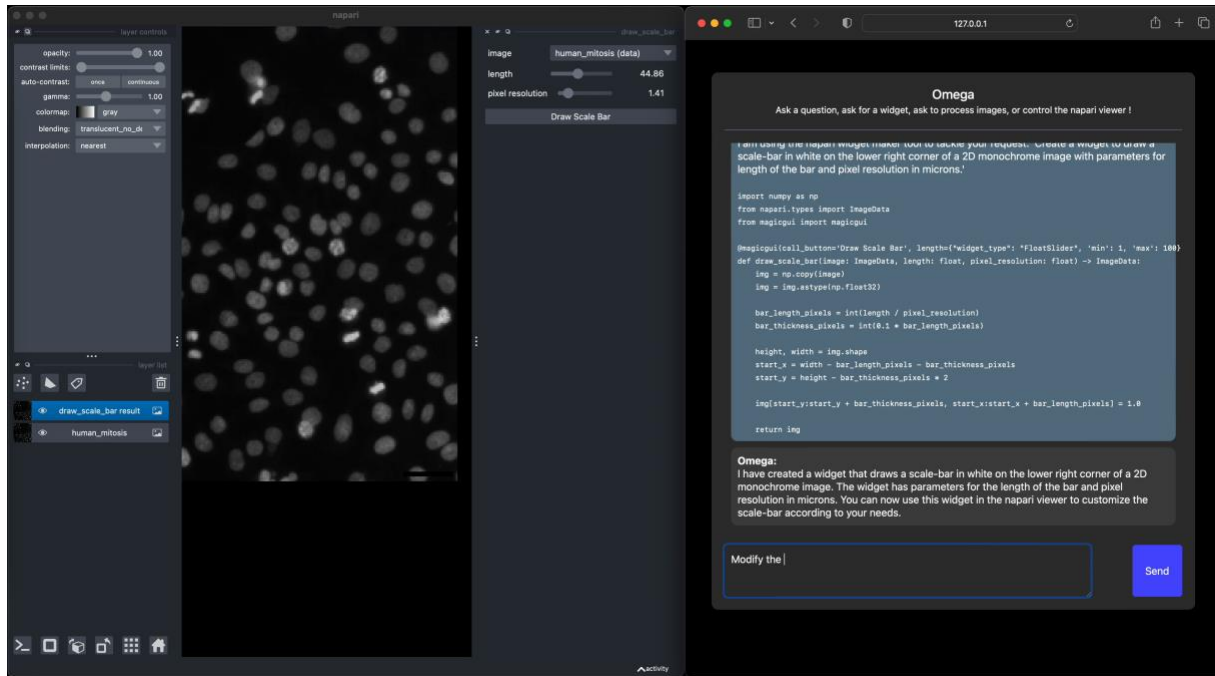 napari
layer controls
opacity: 1.00
contrast limits:
auto-contrast: once continuous
gamma: 1.00
colormap: gray
blending: translucent_no_de
interpolation: nearest
layer list
draw_scale_bar result
human_mitosis
draw_scale_bar
image human_mitosis (data)
length 44.86
pixel resolution 1.41
Draw Scale Bar
activity
127.0.0.1
Omega
Ask a question, ask for a widget, ask to process images, or control the napari viewer !
I am using the napari widget maker tool to tackle your request. 'Create a widget to draw a
scale-bar in white on the lower right corner of a 2D monochrome image with parameters for
length of the bar and pixel resolution in microns.'
import numpy as np
from napari.types import ImageData
from magicgui import magicgui
@magicgui(call_button='Draw Scale Bar', length={"widget_type": "FloatSlider", 'min': 1, 'max': 100}
def draw_scale_bar(image: ImageData, length: float, pixel_resolution: float) -> ImageData:
img = np.copy(image)
img = img.astype(np.float32)
bar_length_pixels = int(length / pixel_resolution)
bar_thickness_pixels = int(0.1 * bar_length_pixels)
height, width = img.shape
start_x = width - bar_length_pixels - bar_thickness_pixels
start_y = height - bar_thickness_pixels * 2
img[start_y:start_y + bar_thickness_pixels, start_x:start_x + bar_length_pixels] = 1.0
return img
Omega:
I have created a widget that draws a scale-bar in white on the lower right corner of a 2D
monochrome image. The widget has parameters for the length of the bar and pixel
resolution in microns. You can now use this widget in the napari viewer to customize the
scale-bar according to your needs.
Modify the
Send